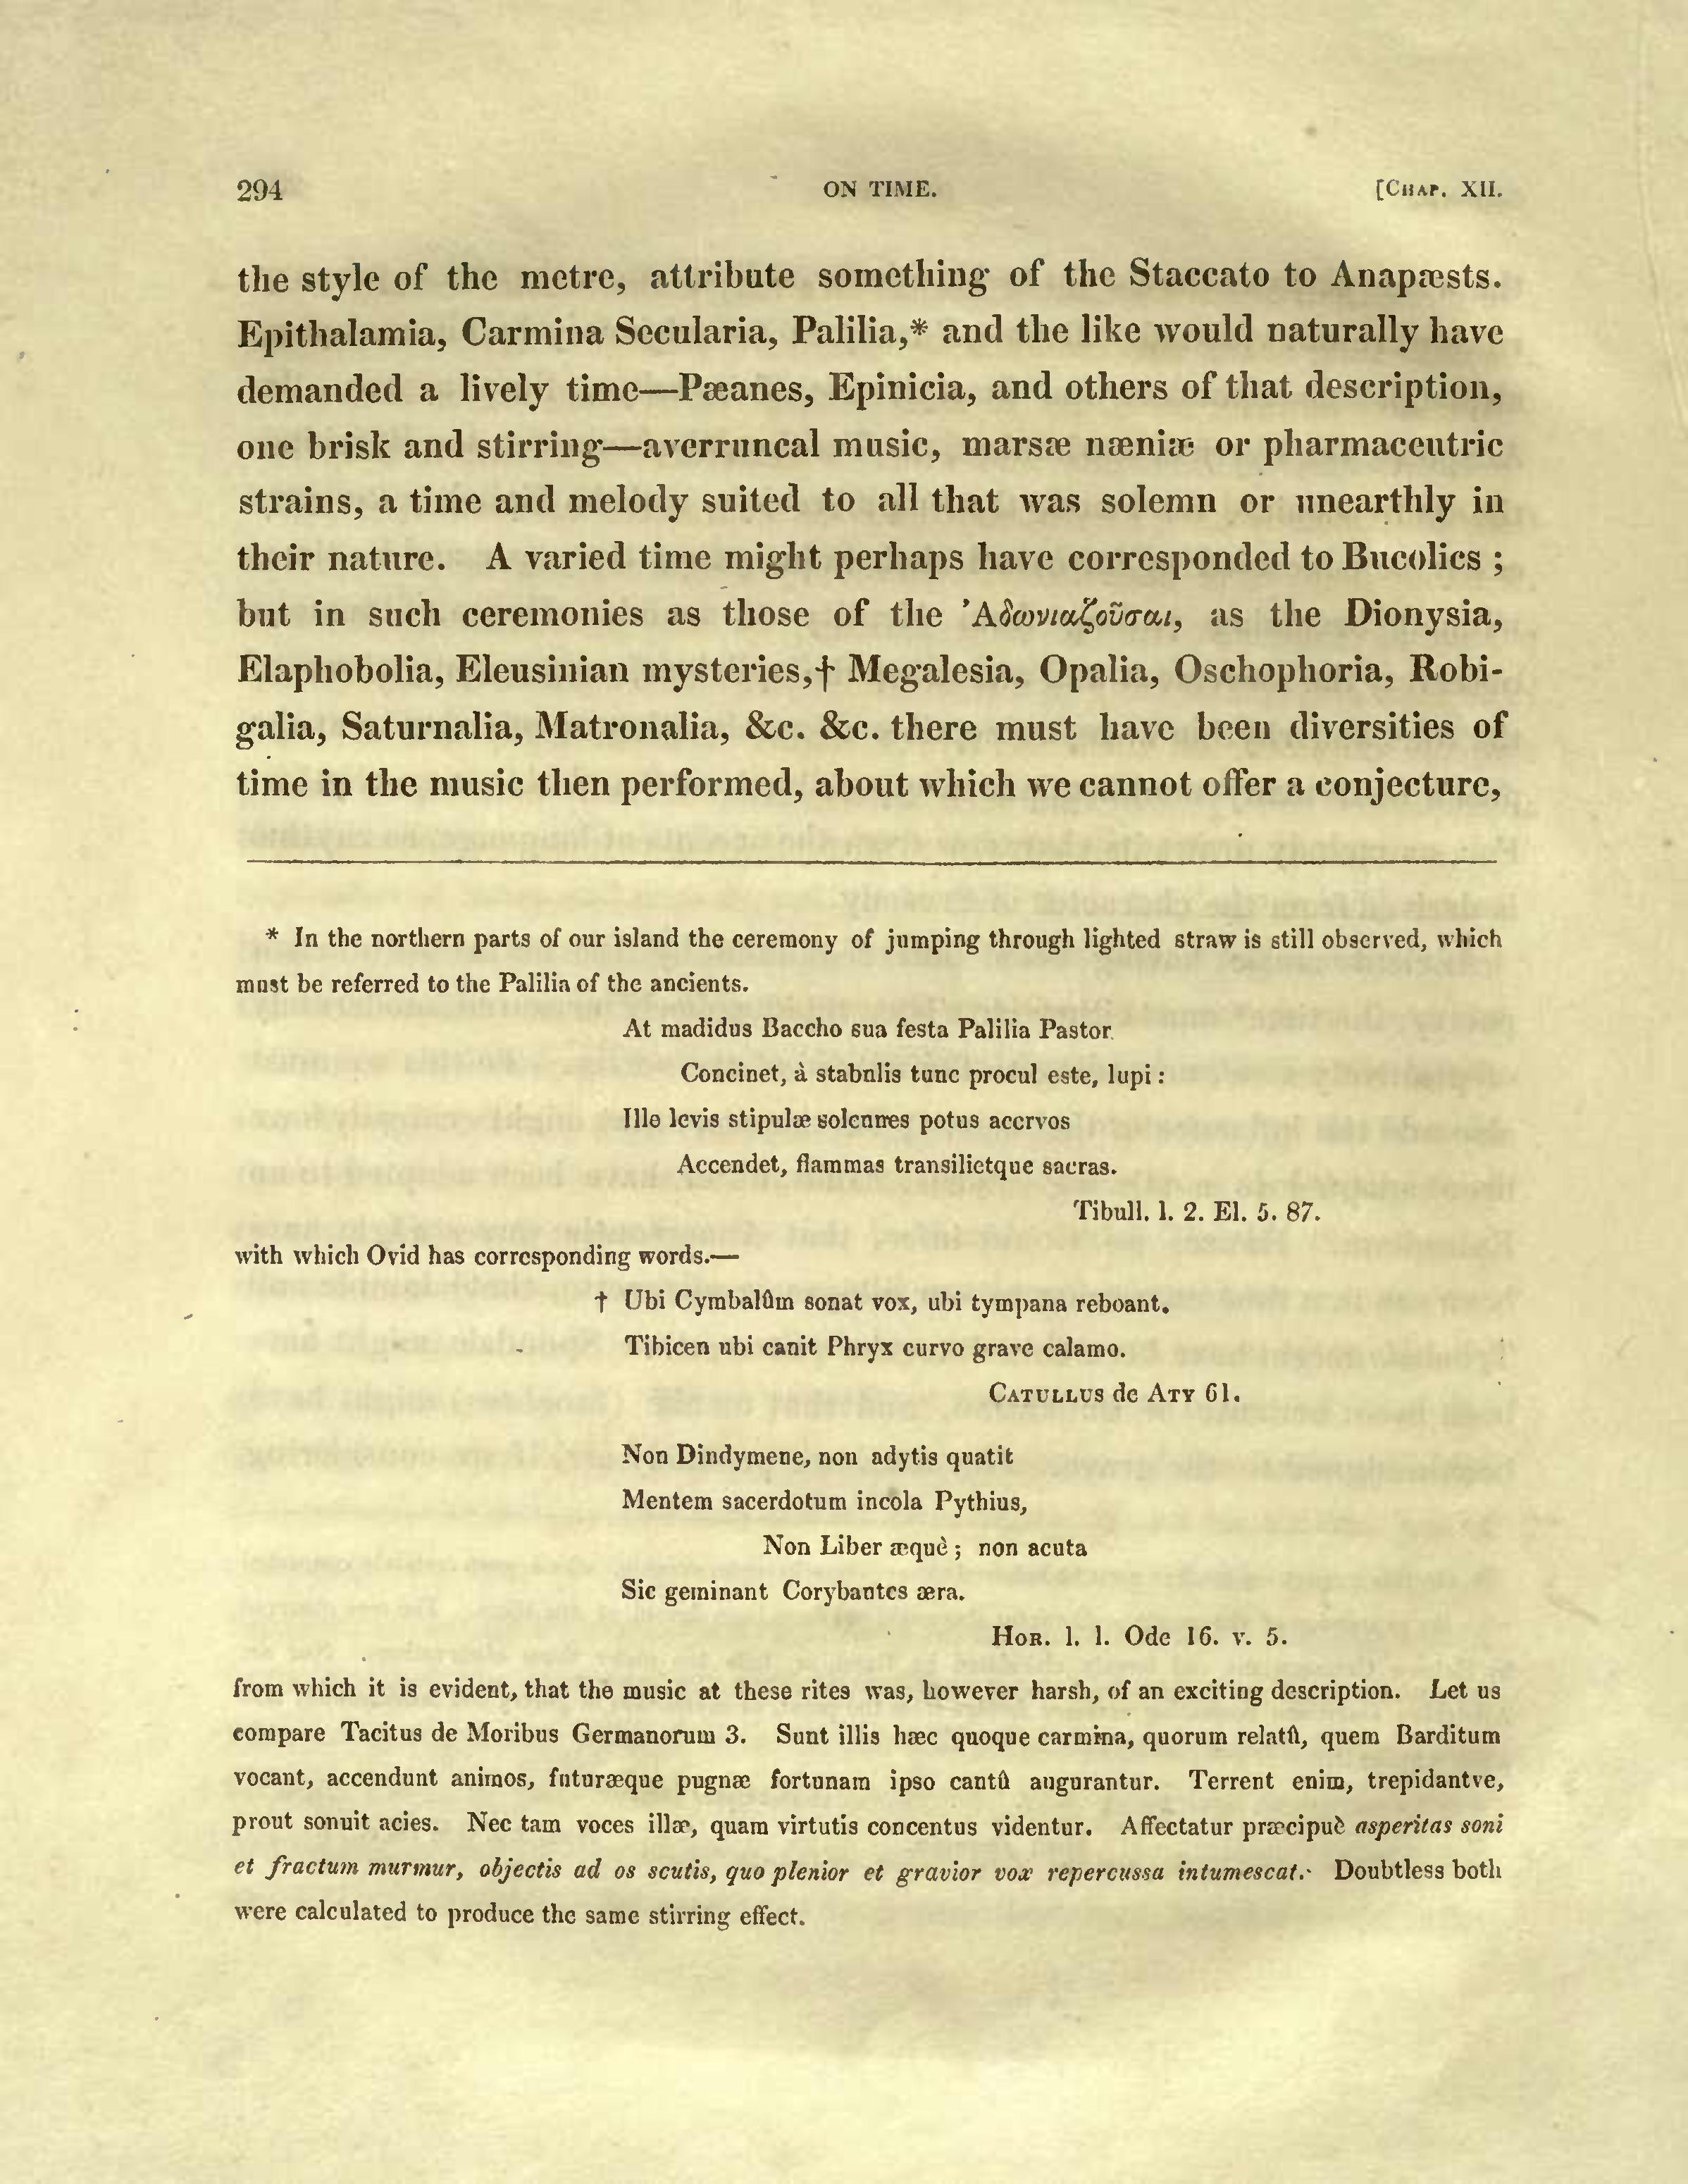 294 ON TIME. [CHAP. XII.
the style of the metre, attribute something of the Staccato to Anapæsts.
Epithalamia, Carmina Secularia, Palilia,* and the like would naturally have
demanded a lively time—Pæanes, Epinicia, and others of that description,
one brisk and stirring—averruncal music, marsæ næniæ or pharmaceutric
strains, a time and melody suited to all that was solemn or unearthly in
their nature. A varied time might perhaps have corresponded to Bucolics ;
but in such ceremonies as those of the ’Αδωνιαζοῦσαι, as the Dionysia,
Elaphobolia, Eleusinian mysteries,† Megalesia, Opalia, Oschophoria, Robi-
galia, Saturnalia, Matronalia, &c. &c. there must have been diversities of
time in the music then performed, about which we cannot offer a conjecture,
* In the northern parts of our island the ceremony of jumping through lighted straw is still observed, which
must be referred to the Palilia of the ancients.
At madidus Baccho sua festa Palilia Pastor
Concinet, à stabulis tunc procul este, lupi :
Ille levis stipulæ solennes potus acervos
Accendet, flammas transilietque sacras.
Tibull. l. 2. El. 5. 87.
with which Ovid has corresponding words.—
† Ubi Cymbalûm sonat vox, ubi tympana reboant.
Tibicen ubi canit Phryx curvo grave calamo.
CATULLUS de ATY 61.
Non Dindymene, non adytis quatit
Mentem sacerdotum incola Pythius,
Non Liber æquè ; non acuta
Sic geminant Corybantes æra.
HOR. l. 1. Ode 16. v. 5.
from which it is evident, that the music at these rites was, however harsh, of an exciting description. Let us
compare Tacitus de Moribus Germanorum 3. Sunt illis hæc quoque carmina, quorum relatû, quem Barditum
vocant, accendunt animos, futuræque pugnæ fortunam ipso cantû augurantur. Terrent enim, trepidantve,
prout sonuit acies. Nec tam voces illæ, quam virtutis concentus videntur. Affectatur præcipuè asperitas soni
et fractum murmur, objectis ad os scutis, quo plenior et gravior vox repercussa intumescat. Doubtless both
were calculated to produce the same stirring effect.